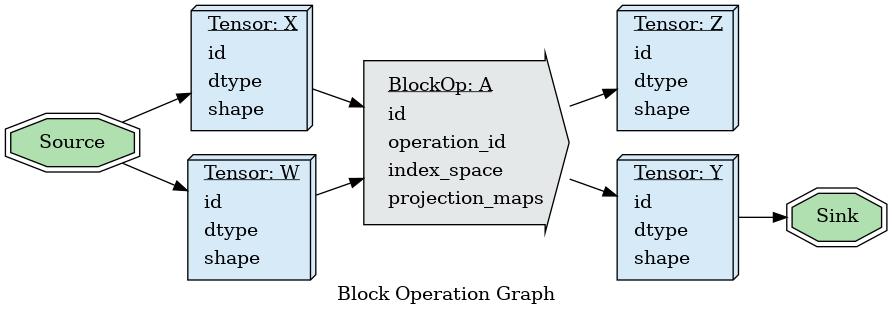 Source
Tensor: X
id
dtype
shape
Tensor: W
id
dtype
shape
BlockOp: A
id
operation_id
index_space
projection_maps
Tensor: Z
id
dtype
shape
Tensor: Y
id
dtype
shape
Sink
Block Operation Graph